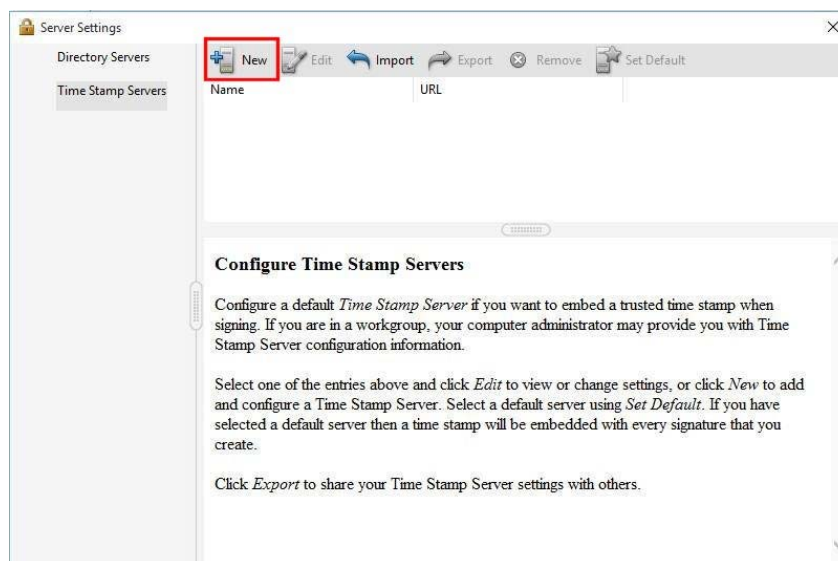 Server Settings
Directory Servers
Time Stamp Servers
New Edit Import Export Remove Set Default
Name URL
Configure Time Stamp Servers
Configure a default Time Stamp Server if you want to embed a trusted time stamp when
signing. If you are in a workgroup, your computer administrator may provide you with Time
Stamp Server configuration information.
Select one of the entries above and click Edit to view or change settings, or click New to add
and configure a Time Stamp Server. Select a default server using Set Default. If you have
selected a default server then a time stamp will be embedded with every signature that you
create.
Click Export to share your Time Stamp Server settings with others.